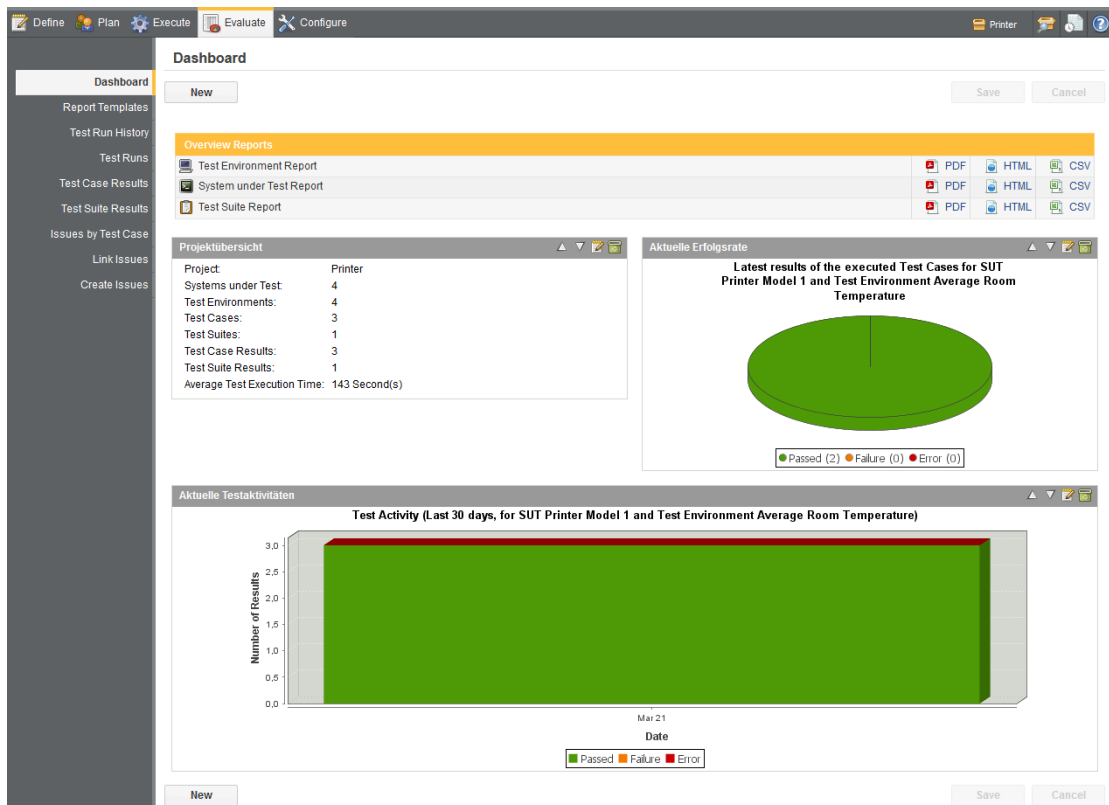 Define Plan Execute Evaluate Configure Printer
Dashboard
Dashboard
Report Templates
Test Run History
Test Runs
Test Case Results
Test Suite Results
Issues by Test Case
Link Issues
Create Issues
New Save Cancel
Overview Reports
Test Environment Report PDF HTML CSV
System under Test Report PDF HTML CSV
Test Suite Report PDF HTML CSV
Projektübersicht
Project: Printer
Systems under Test: 4
Test Environments: 4
Test Cases: 3
Test Suites: 1
Test Case Results: 3
Test Suite Results: 1
Average Test Execution Time: 143 Second(s)
Aktuelle Erfolgsrate
Latest results of the executed Test Cases for SUT
Printer Model 1 and Test Environment Average Room
Temperature
Passed (2) Failure (0) Error (0)
Aktuelle Testaktivitäten
Test Activity (Last 30 days, for SUT Printer Model 1 and Test Environment Average Room Temperature)
Number of Results
3,0
2,5
2,0
1,5
1,0
0,5
0,0
Mar 21
Date
Passed Failure Error
New Save Cancel